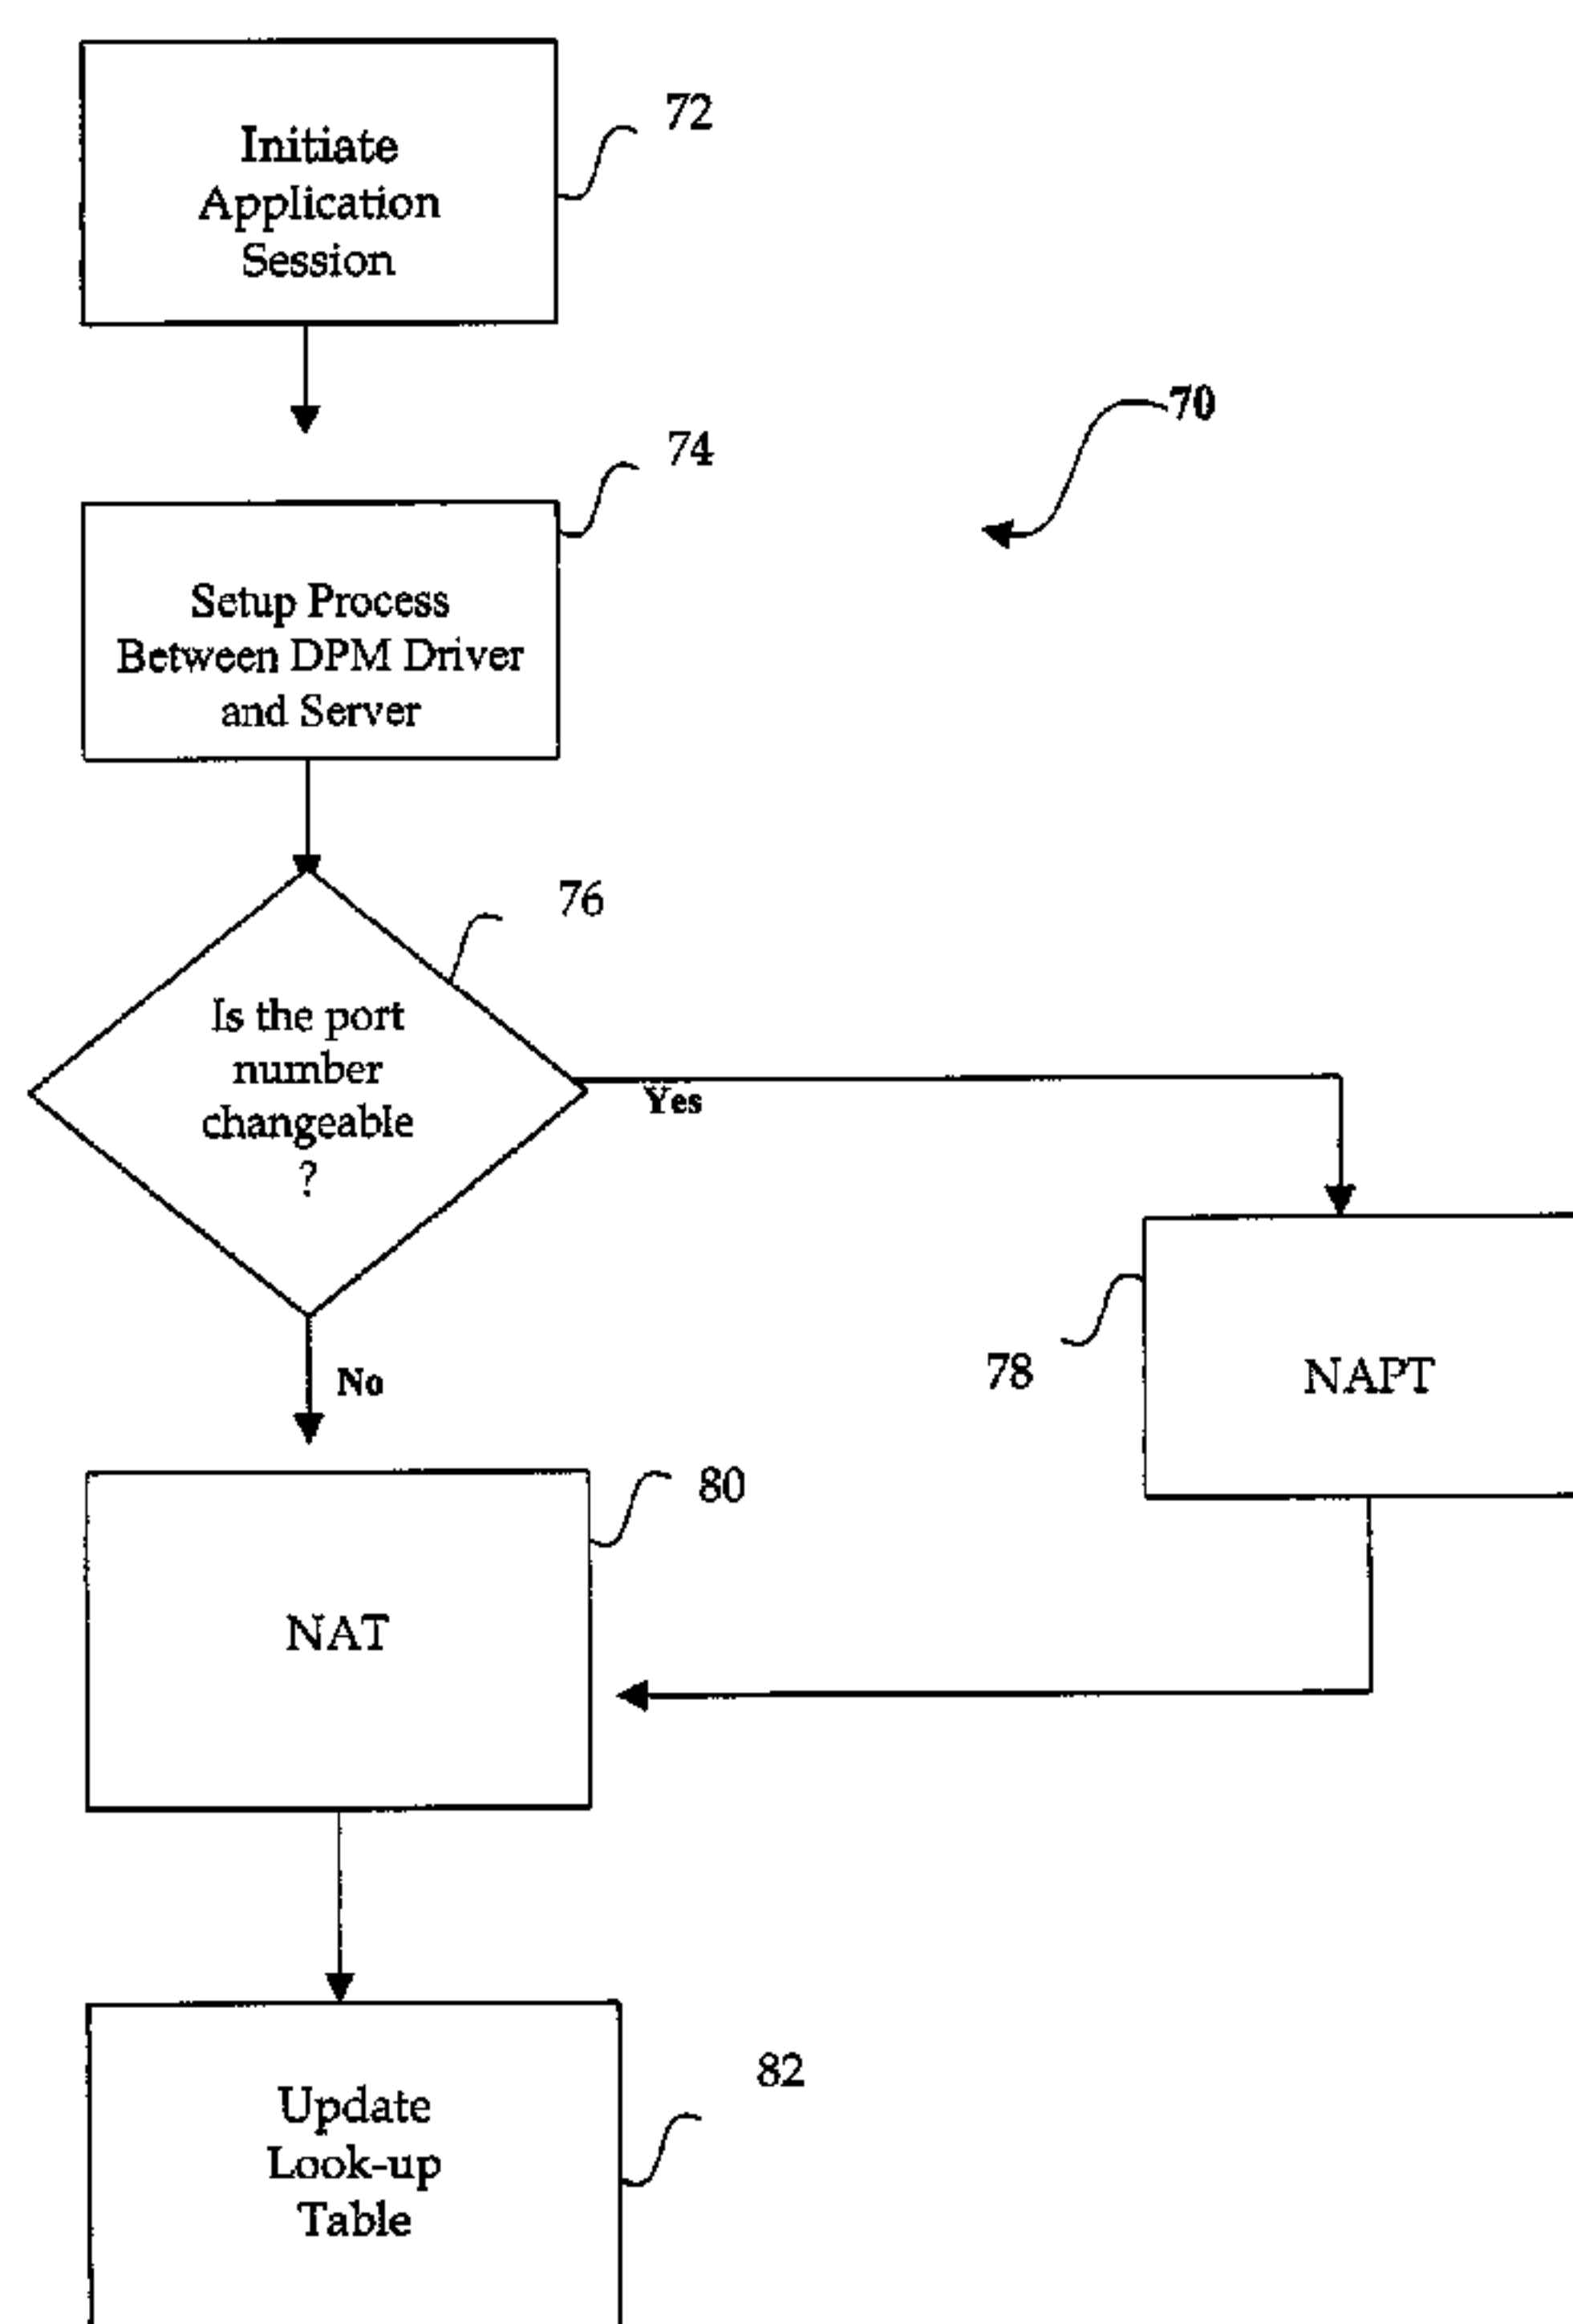 Initiate
Application
Session
72
70
74
Setup Process
Between DPM Driver
and Server
76
Is the port
number
changeable
?
Yes
No
78
NAPT
80
NAT
82
Update
Look-up
Table